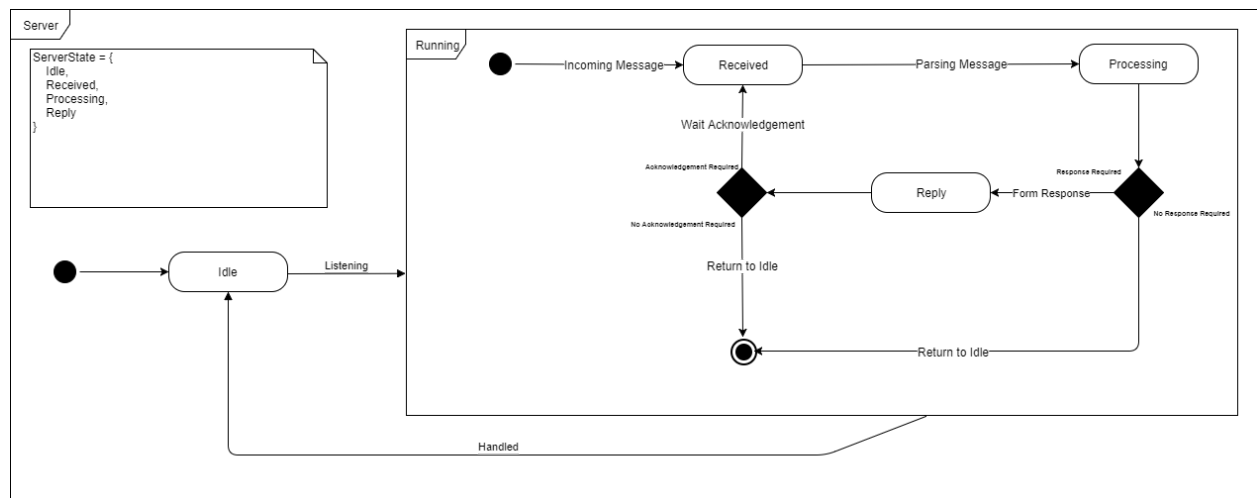 Server
ServerState = {
Idle,
Received,
Processing,
Reply
}
Running
Incoming Message
Received
Parsing Message
Processing
Wait Acknowledgement
Acknowledgement Required
Response Required
Reply
Form Response
No Response Required
No Acknowledgement Required
Idle
Listening
Return to Idle
Return to Idle
Handled